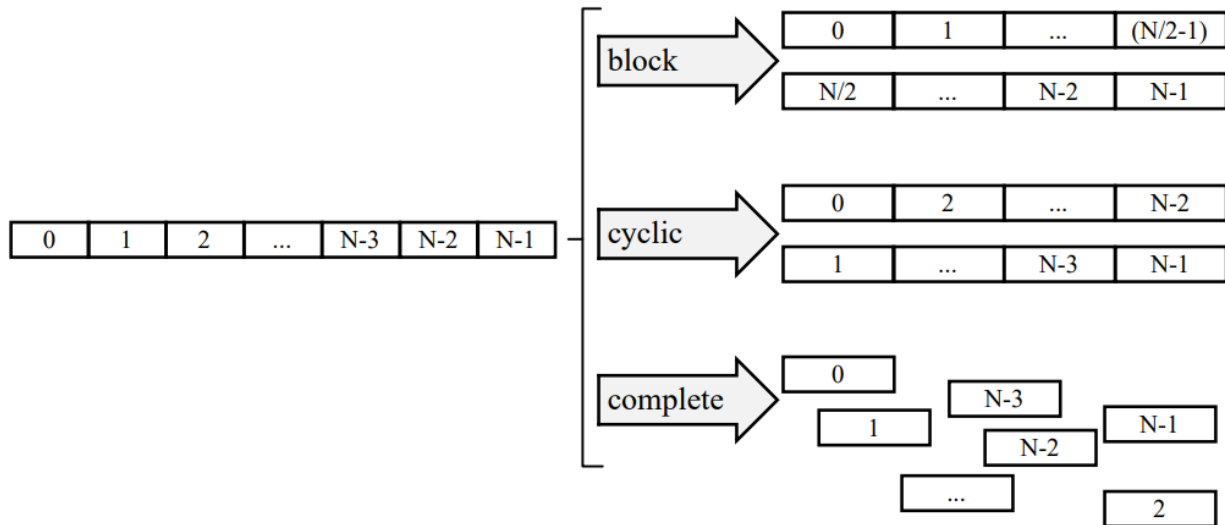 0 1 2 ... N-3 N-2 N-1
block
0 1 ... (N/2-1)
N/2 ... N-2 N-1
cyclic
0 2 ... N-2
1 ... N-3 N-1
complete
0
N-3
1
N-1
N-2
...
2